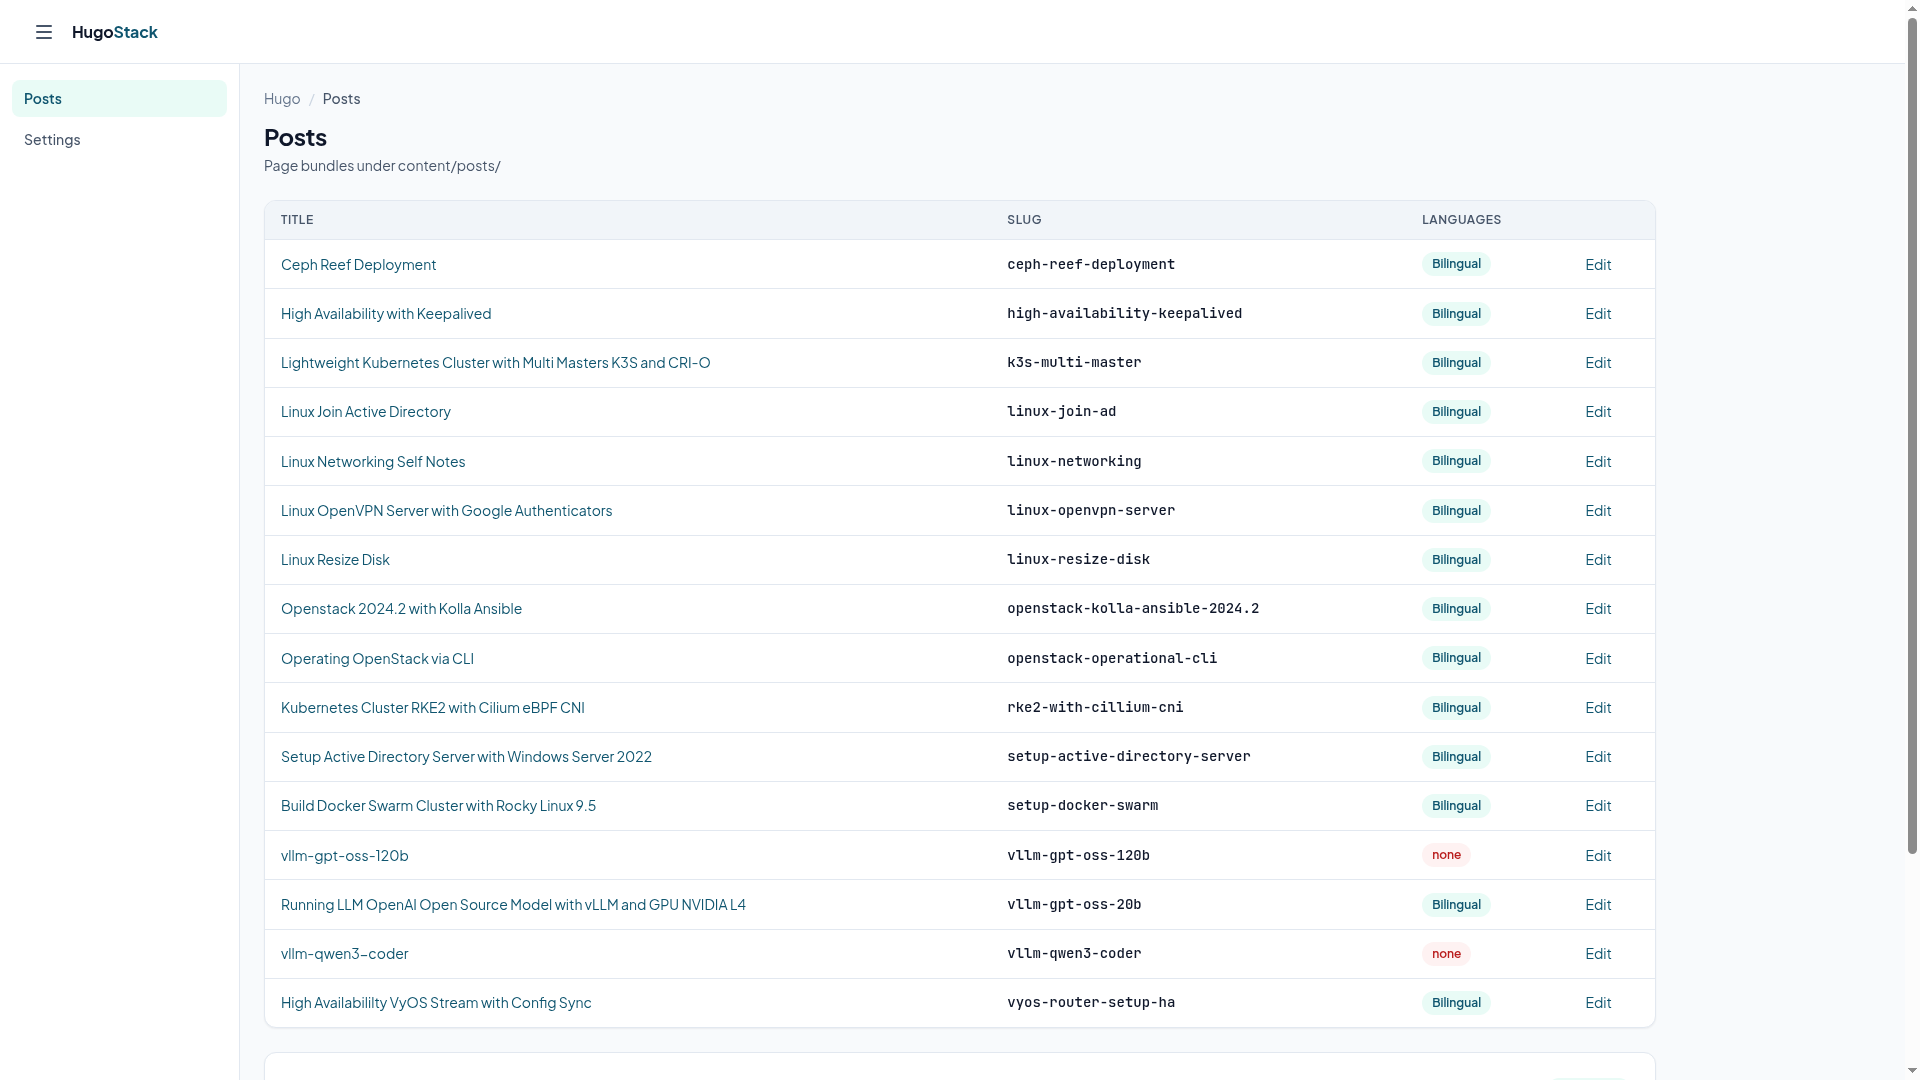 HugoStack
Posts
Settings
Hugo / Posts
Posts
Page bundles under content/posts/
TITLE SLUG LANGUAGES
Ceph Reef Deployment ceph-reef-deployment Bilingual Edit
High Availability with Keepalived high-availability-keepalived Bilingual Edit
Lightweight Kubernetes Cluster with Multi Masters K3S and CRI-O k3s-multi-master Bilingual Edit
Linux Join Active Directory linux-join-ad Bilingual Edit
Linux Networking Self Notes linux-networking Bilingual Edit
Linux OpenVPN Server with Google Authenticators linux-openvpn-server Bilingual Edit
Linux Resize Disk linux-resize-disk Bilingual Edit
Openstack 2024.2 with Kolla Ansible openstack-kolla-ansible-2024.2 Bilingual Edit
Operating OpenStack via CLI openstack-operational-cli Bilingual Edit
Kubernetes Cluster RKE2 with Cilium eBPF CNI rke2-with-cillium-cni Bilingual Edit
Setup Active Directory Server with Windows Server 2022 setup-active-directory-server Bilingual Edit
Build Docker Swarm Cluster with Rocky Linux 9.5 setup-docker-swarm Bilingual Edit
vllm-gpt-oss-120b vllm-gpt-oss-120b none Edit
Running LLM OpenAI Open Source Model with vLLM and GPU NVIDIA L4 vllm-gpt-oss-20b Bilingual Edit
vllm-qwen3-coder vllm-qwen3-coder none Edit
High Availabililty VyOS Stream with Config Sync vyos-router-setup-ha Bilingual Edit